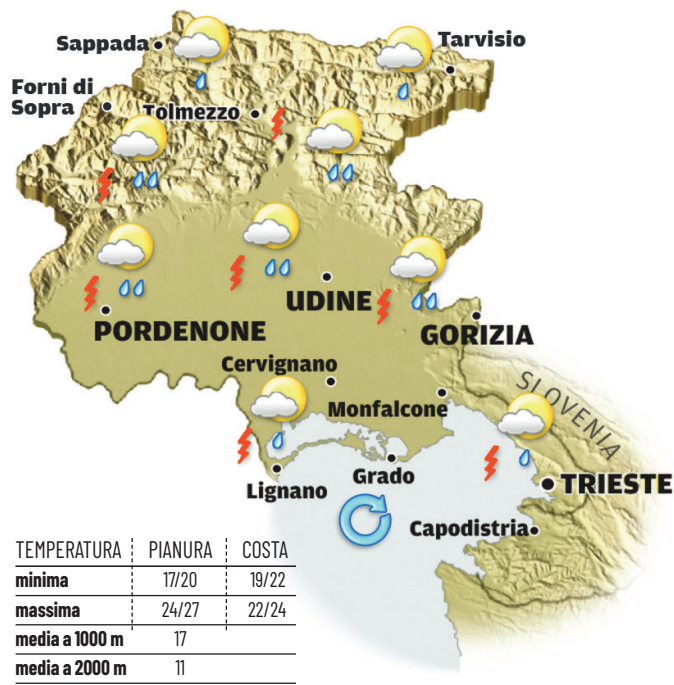 Sappada
Tarvisio
Forni di
Sopra
Tolmezzo
UDINE
PORDENONE
GORIZIA
Cervignano
SLOVENIA
Monfalcone
Grado
Lignano
TRIESTE
Capodistria
TEMPERATURA PIANURA COSTA
minima 17/20 19/22
massima 24/27 22/24
media a 1000 m 17
media a 2000 m 11